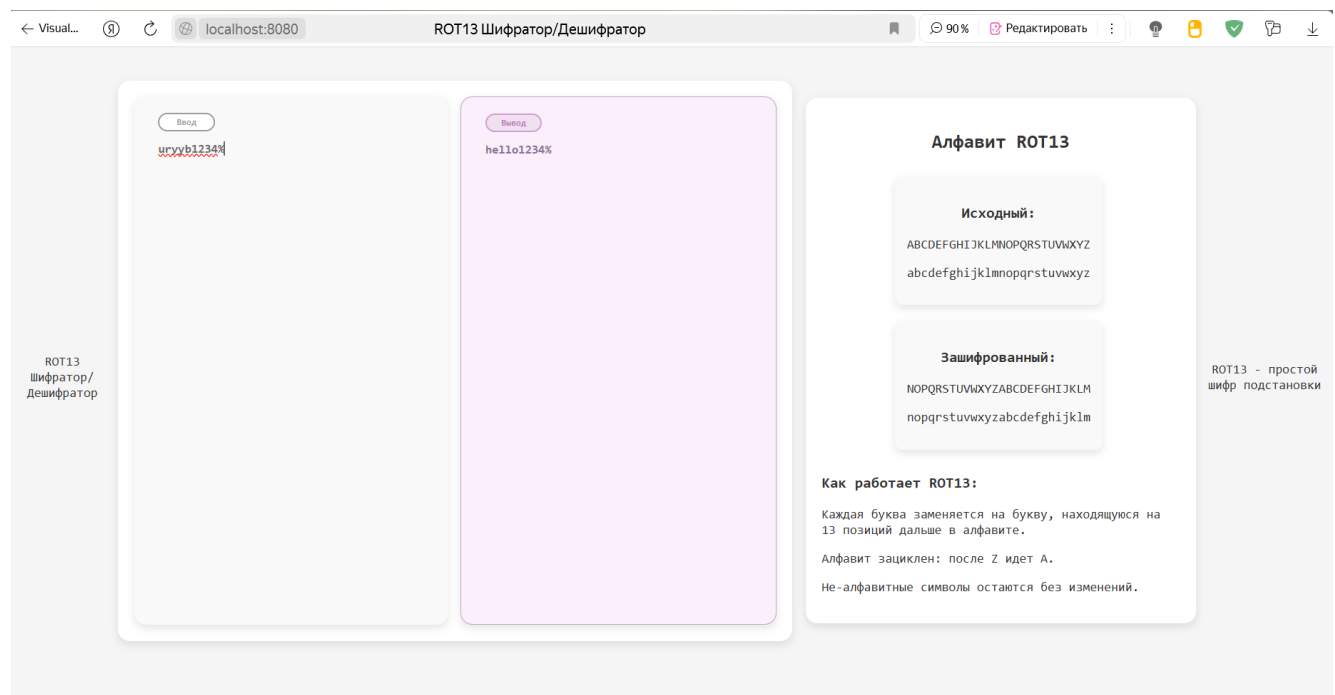 Visual...
Я
localhost:8080
ROT13 Шифратор/Дешифратор
90 %
Редактировать
ROT13
Шифратор/
Дешифратор
Ввод
uryyb1234%
Вывод
hello1234%
Алфавит ROT13
Исходный:
ABCDEFGHIJKLMNOPQRSTUVWXYZ
abcdefghijklmnopqrstuvwxyz
Зашифрованный:
NOPQRSTUVWXYZABCDEFGHIJKLM
nopqrstuvwxyzabcdefghijklm
Как работает ROT13:
Каждая буква заменяется на букву, находящуюся на
13 позиций дальше в алфавите.
Алфавит зациклен: после Z идет A.
Не-алфавитные символы остаются без изменений.
ROT13 - простой
шифр подстановки